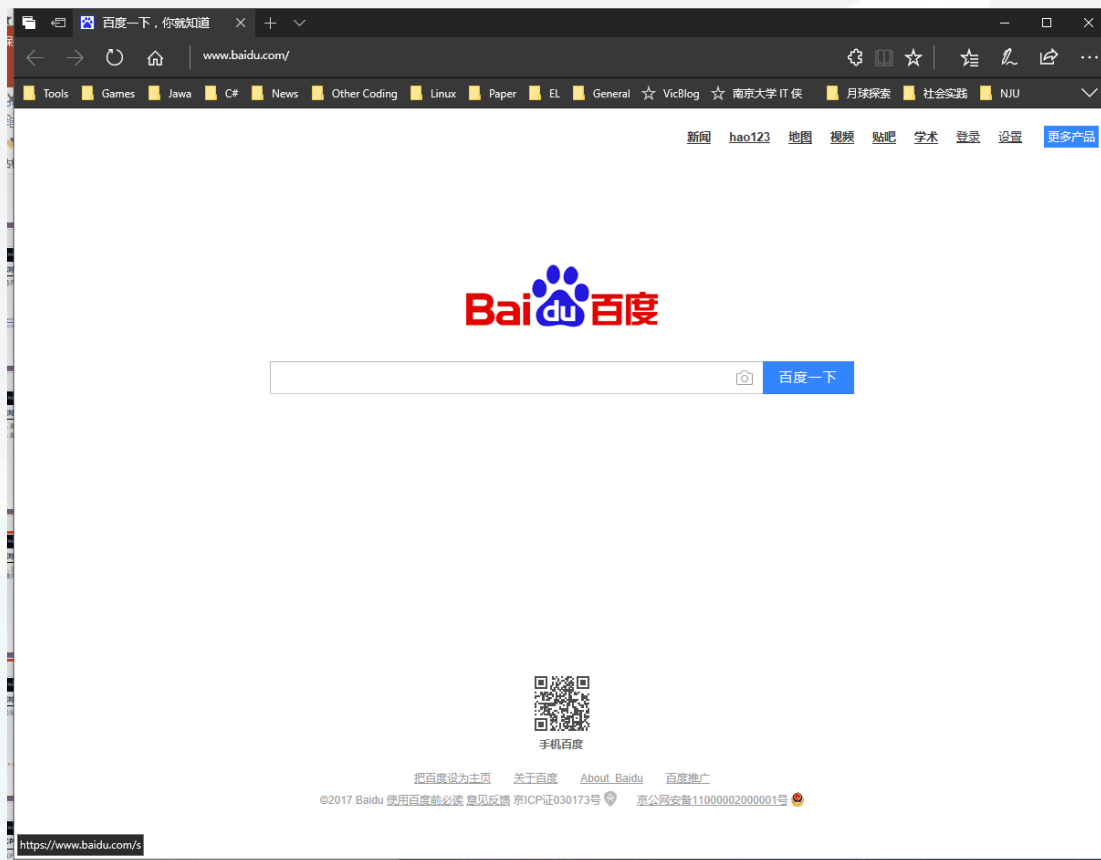 百度一下，你就知道
www.baidu.com/
Tools Games Jawa C# News Other Coding Linux Paper EL General VicBlog 南京大学 IT 侠 月球探索 社会实践 NJU
新闻 hao123 地图 视频 贴吧 学术 登录 设置 更多产品
Bai du 百度
百度一下
手机百度
把百度设为主页 关于百度 About Baidu 百度推广
©2017 Baidu 使用百度前必读 意见反馈 京ICP证030173号 京公网安备11000002000001号
https://www.baidu.com/s